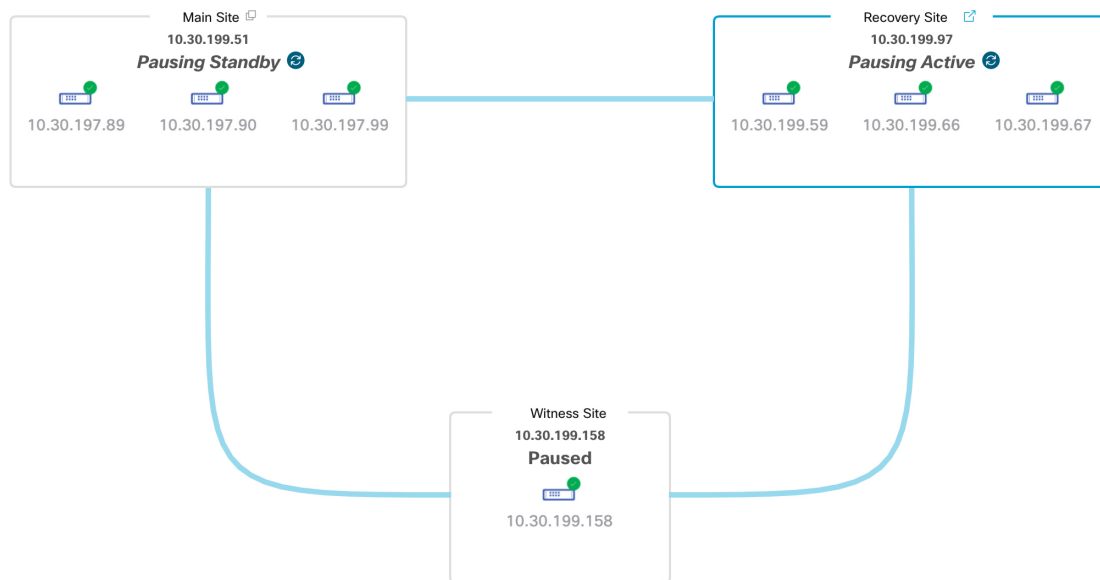 Main Site
10.30.199.51
Pausing Standby
10.30.197.89 10.30.197.90 10.30.197.99
Recovery Site
10.30.199.97
Pausing Active
10.30.199.59 10.30.199.66 10.30.199.67
Witness Site
10.30.199.158
Paused
10.30.199.158